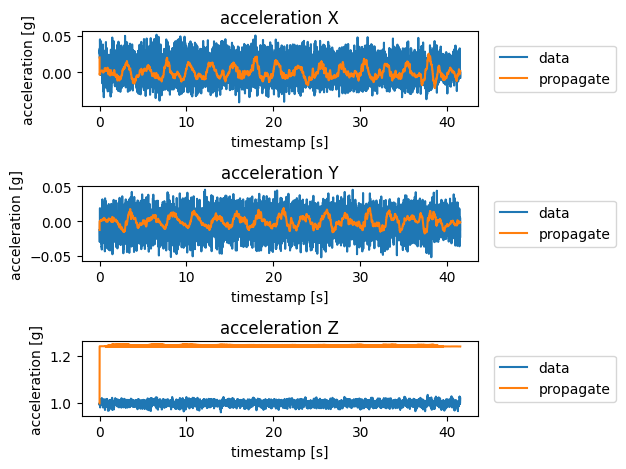 acceleration X
acceleration [g]
0.05
0.00
0 10 20 30 40
timestamp [s]
data
propagate
acceleration Y
acceleration [g]
0.05
0.00
−0.05
0 10 20 30 40
timestamp [s]
data
propagate
acceleration Z
acceleration [g]
1.2
1.0
0 10 20 30 40
timestamp [s]
data
propagate